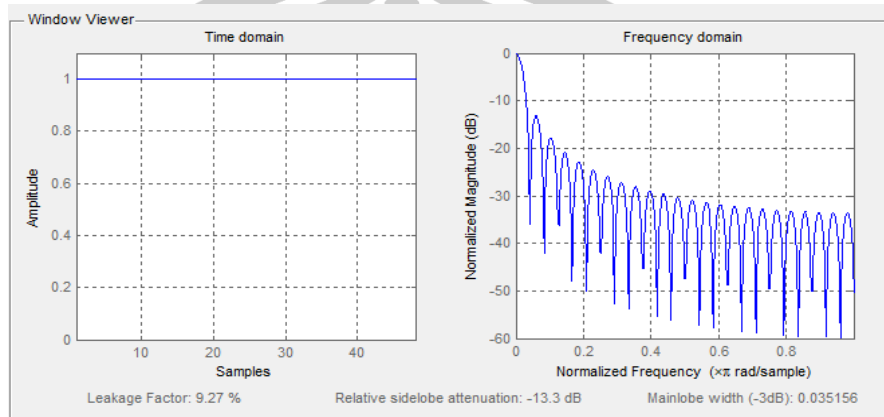 Window Viewer
Time domain
1
0.8
0.6
0.4
0.2
0
10
20
30
40
Amplitude
Samples
Frequency domain
0
-10
-20
-30
-40
-50
-60
0
0.2
0.4
0.6
0.8
Normalized Magnitude (dB)
Normalized Frequency (×π rad/sample)
Leakage Factor: 9.27 %
Relative sidelobe attenuation: -13.3 dB
Mainlobe width (-3dB): 0.035156